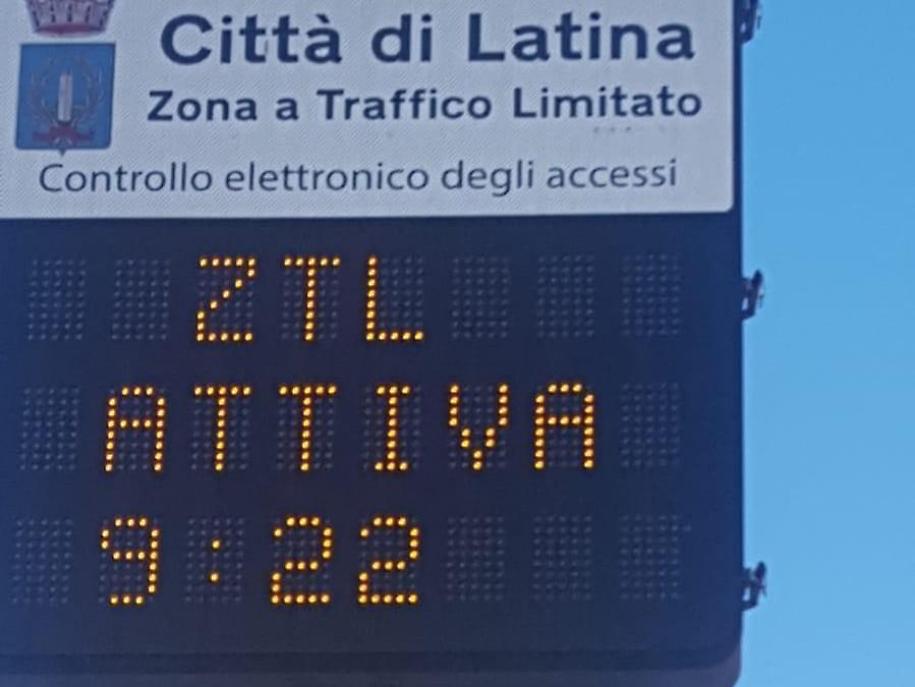 Città di Latina
Zona a Traffico Limitato
Controllo elettronico degli accessi
ZTL
ATTIVA
9:22